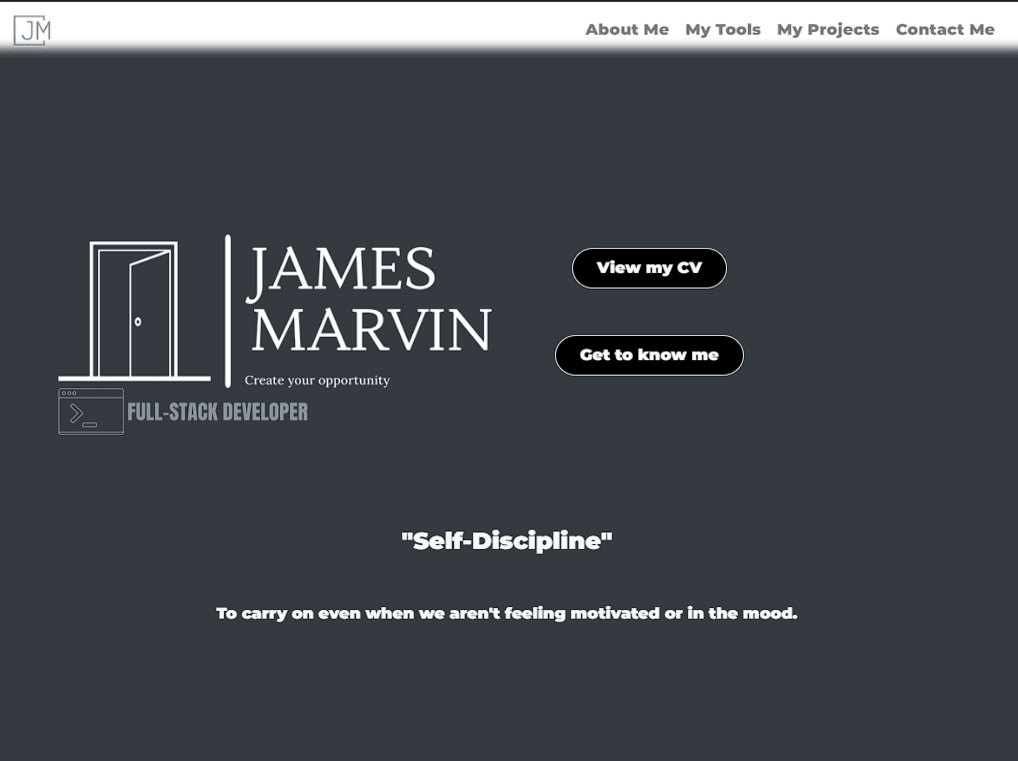 JM
About Me My Tools My Projects Contact Me
JAMES
MARVIN
Create your opportunity
FULL-STACK DEVELOPER
View my CV
Get to know me
"Self-Discipline"
To carry on even when we aren't feeling motivated or in the mood.